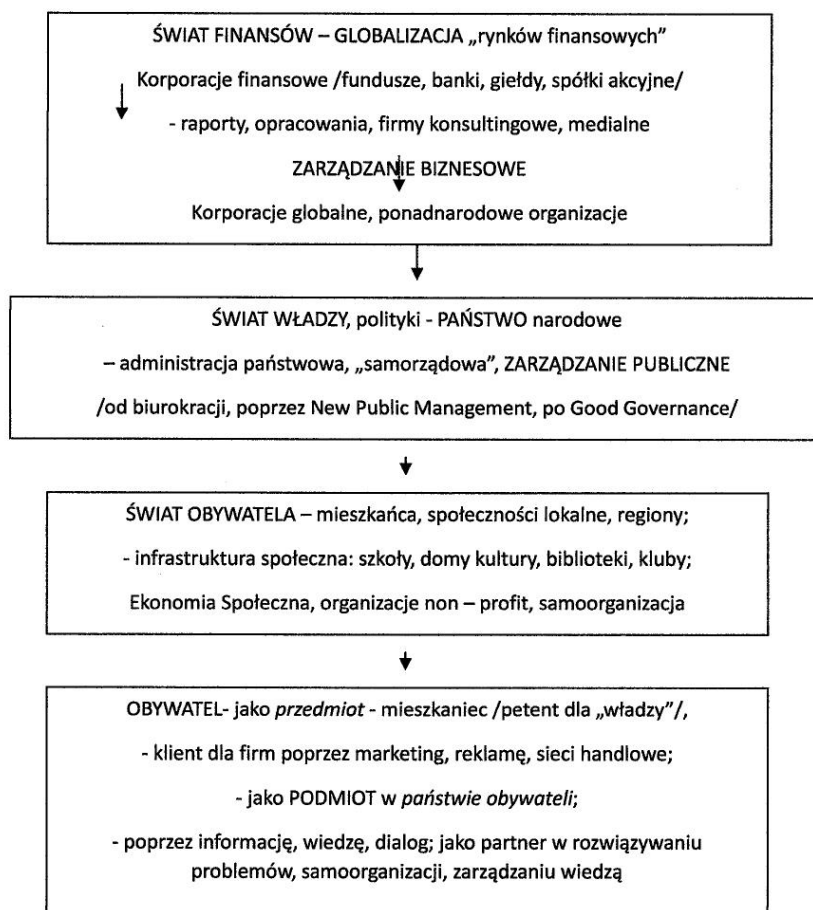 ŚWIAT FINANSÓW – GLOBALIZACJA „rynków finansowych”
Korporacje finansowe /fundusze, banki, giełdy, spółki akcyjne/
- raporty, opracowania, firmy konsultingowe, medialne
ZARZĄDZANIE BIZNESOWE
Korporacje globalne, ponadnarodowe organizacje
ŚWIAT WŁADZY, polityki - PAŃSTWO narodowe
– administracja państwowa, „samorządowa”, ZARZĄDZANIE PUBLICZNE
/od biurokracji, poprzez New Public Management, po Good Governance/
ŚWIAT OBYWATELA – mieszkańca, społeczności lokalne, regiony;
- infrastruktura społeczna: szkoły, domy kultury, biblioteki, kluby;
Ekonomia Społeczna, organizacje non – profit, samoorganizacja
OBYWATEL- jako przedmiot - mieszkaniec /petent dla „władzy”/,
- klient dla firm poprzez marketing, reklamę, sieci handlowe;
- jako PODMIOT w państwie obywateli;
- poprzez informację, wiedzę, dialog; jako partner w rozwiązywaniu
problemów, samoorganizacji, zarządzaniu wiedzą